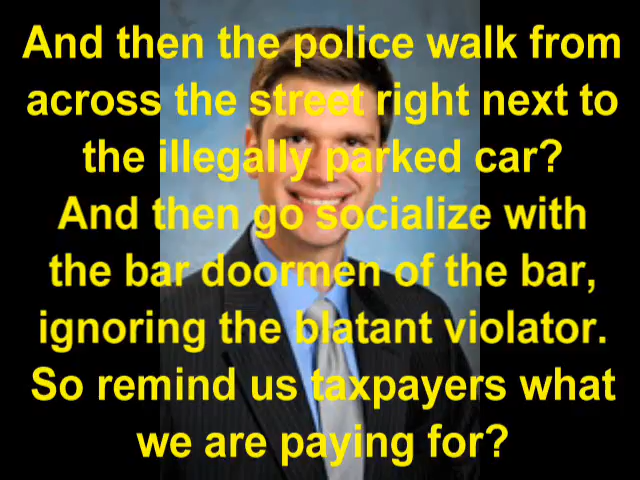 And then the police walk from
across the street right next to
the illegally parked car?
And then go socialize with
the bar doormen of the bar,
ignoring the blatant violator.
So remind us taxpayers what
we are paying for?